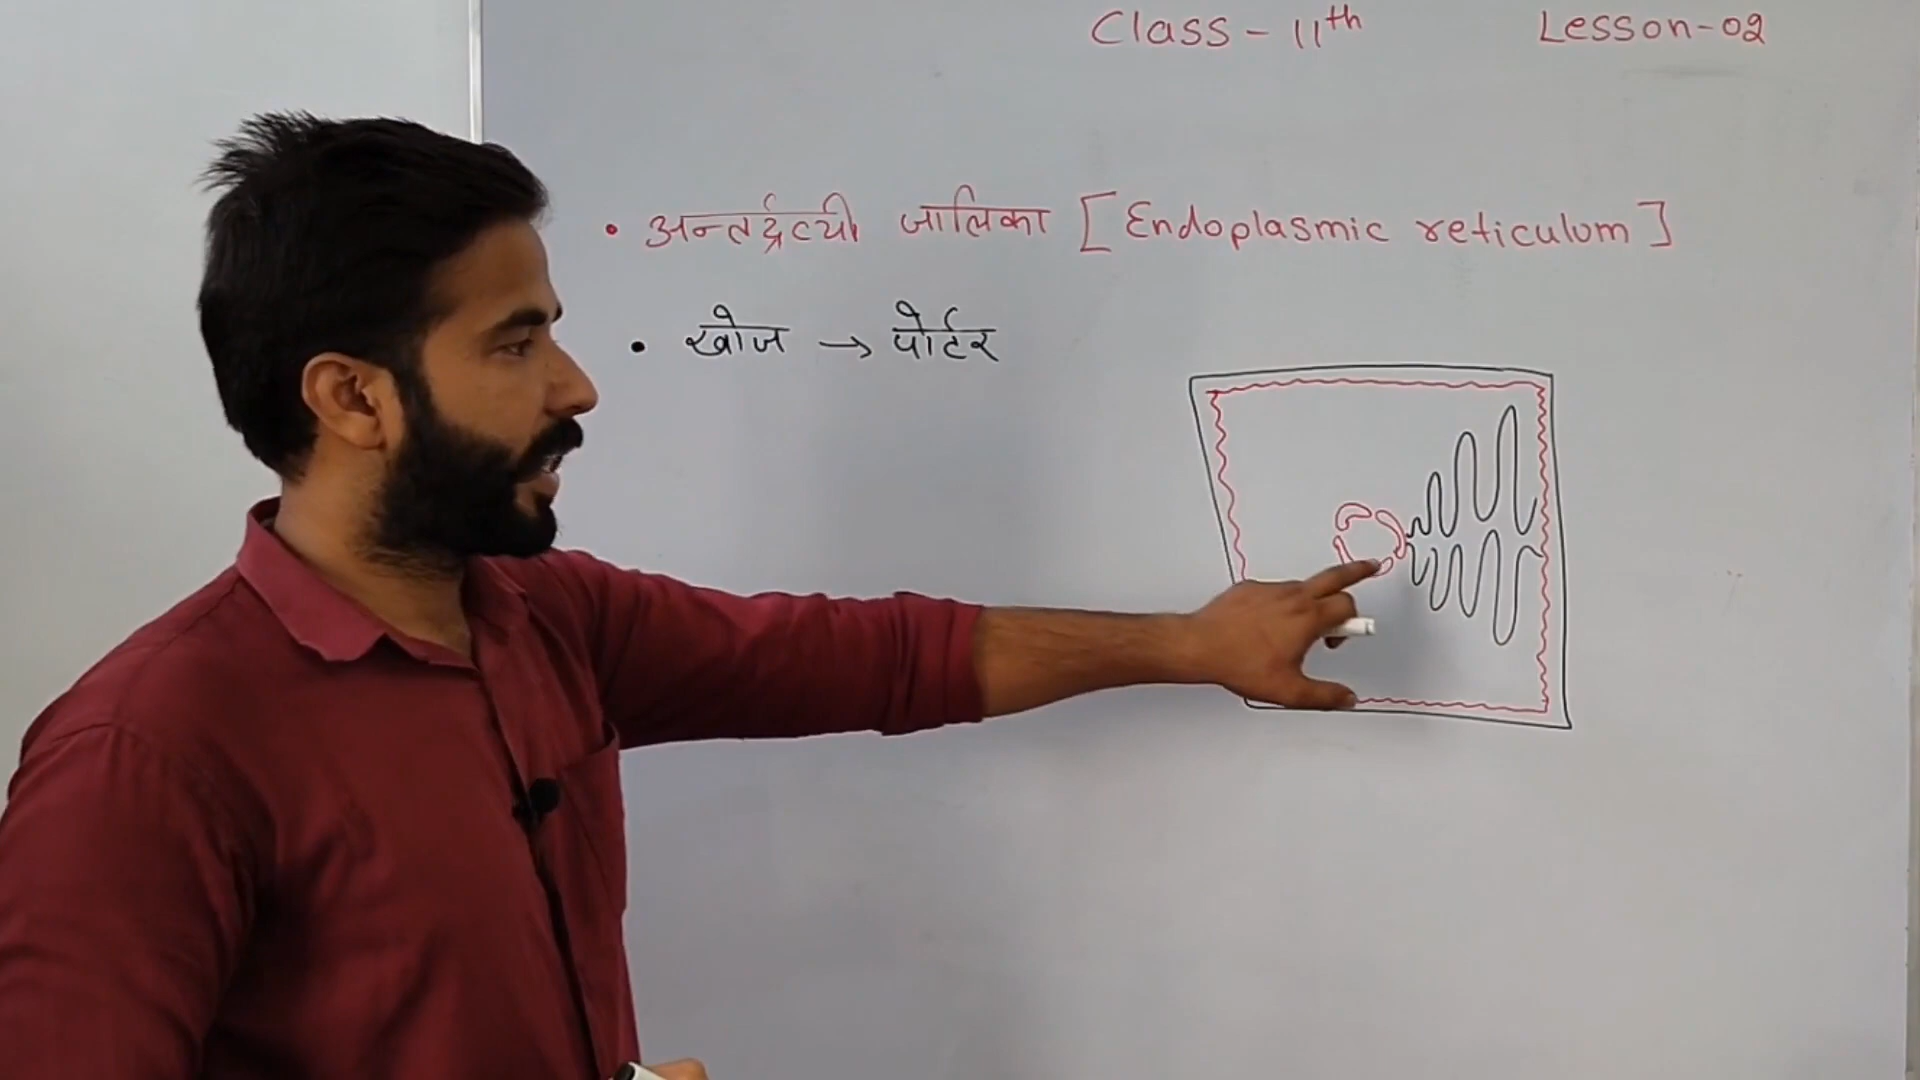 Class - 11th Lesson-02
• अन्तर्द्रव्यी जालिका [Endoplasmic reticulum]
• खोज → पोर्टर